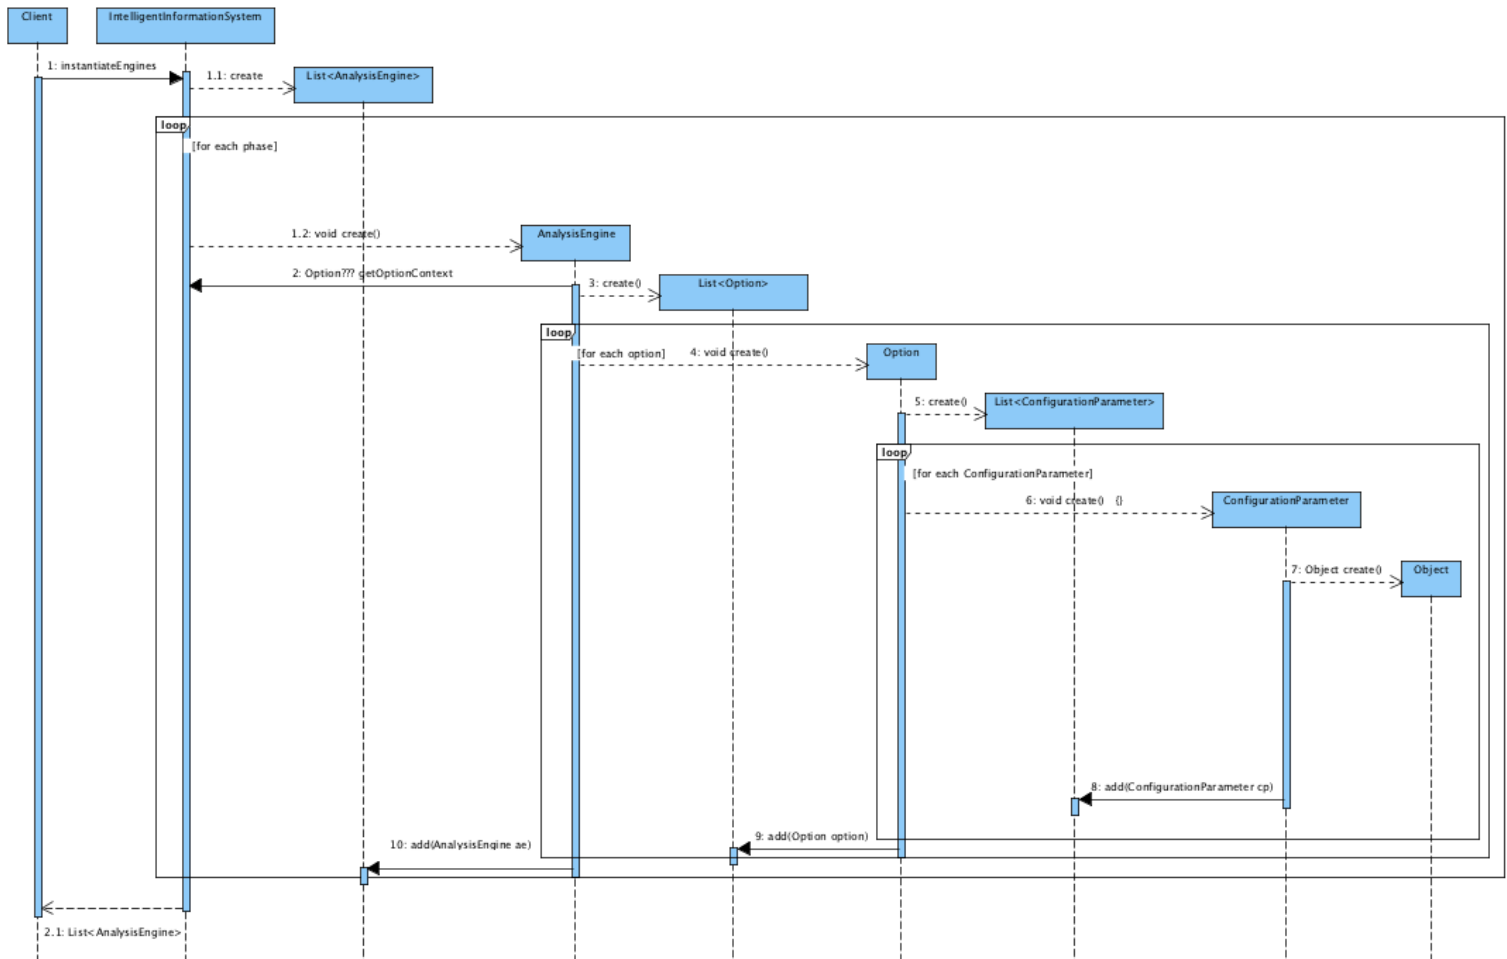 Client
IntelligentInformationSystem
1: instantiateEngines
1.1: create
List<AnalysisEngine>
loop
[for each phase]
1.2: void create()
AnalysisEngine
2: Option??? getOptionContext
3: create()
List<Option>
loop
[for each option]
4: void create()
Option
5: create()
List<ConfigurationParameter>
loop
[for each ConfigurationParameter]
6: void create() {}
ConfigurationParameter
7: Object create()
Object
8: add(ConfigurationParameter cp)
9: add(Option option)
10: add(AnalysisEngine ae)
2.1: List<AnalysisEngine>